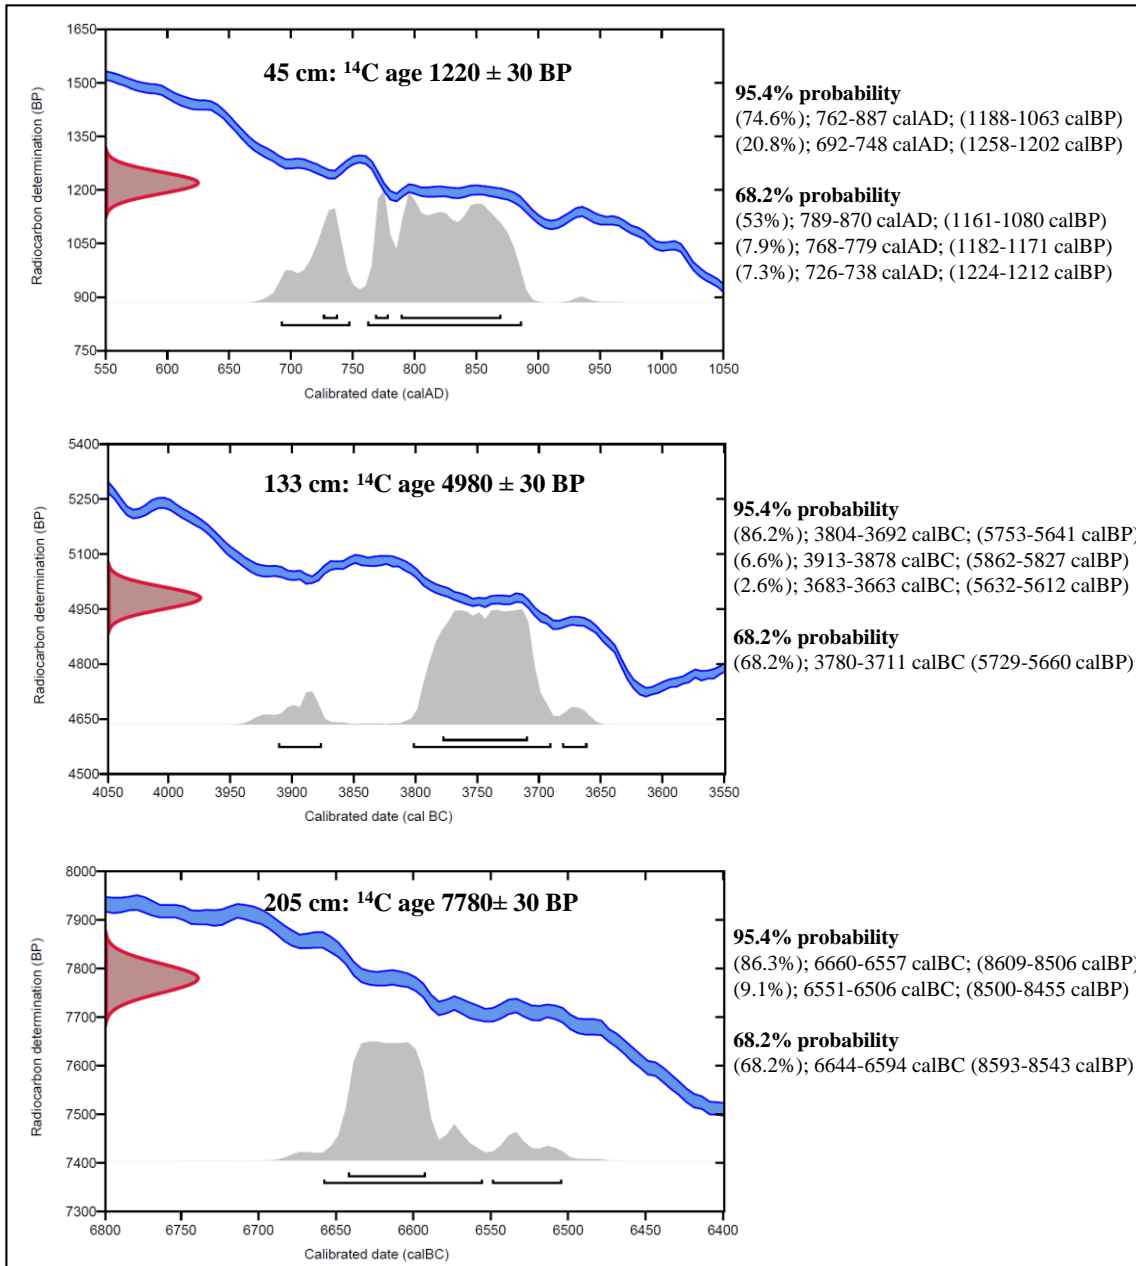 45 cm: ¹⁴C age 1220 ± 30 BP
Radiocarbon determination (BP)
1650
1500
1350
1200
1050
900
750
550 600 650 700 750 800 850 900 950 1000 1050
Calibrated date (calAD)
95.4% probability
(74.6%); 762-887 calAD; (1188-1063 calBP)
(20.8%); 692-748 calAD; (1258-1202 calBP)
68.2% probability
(53%); 789-870 calAD; (1161-1080 calBP)
(7.9%); 768-779 calAD; (1182-1171 calBP)
(7.3%); 726-738 calAD; (1224-1212 calBP)
133 cm: ¹⁴C age 4980 ± 30 BP
Radiocarbon determination (BP)
5400
5250
5100
4950
4800
4650
4500
4050 4000 3950 3900 3850 3800 3750 3700 3650 3600 3550
Calibrated date (cal BC)
95.4% probability
(86.2%); 3804-3692 calBC; (5753-5641 calBP)
(6.6%); 3913-3878 calBC; (5862-5827 calBP)
(2.6%); 3683-3663 calBC; (5632-5612 calBP)
68.2% probability
(68.2%); 3780-3711 calBC (5729-5660 calBP)
205 cm: ¹⁴C age 7780± 30 BP
Radiocarbon determination (BP)
8000
7900
7800
7700
7600
7500
7400
7300
6800 6750 6700 6650 6600 6550 6500 6450 6400
Calibrated date (calBC)
95.4% probability
(86.3%); 6660-6557 calBC; (8609-8506 calBP)
(9.1%); 6551-6506 calBC; (8500-8455 calBP)
68.2% probability
(68.2%); 6644-6594 calBC (8593-8543 calBP)